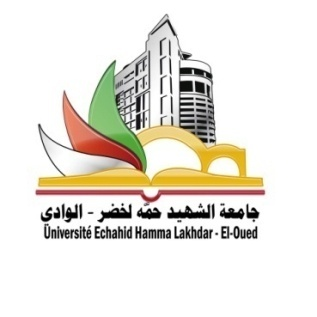 جامعة الشهيد حمّه لخضر - الوادي
Université Echahid Hamma Lakhdar - El-Oued